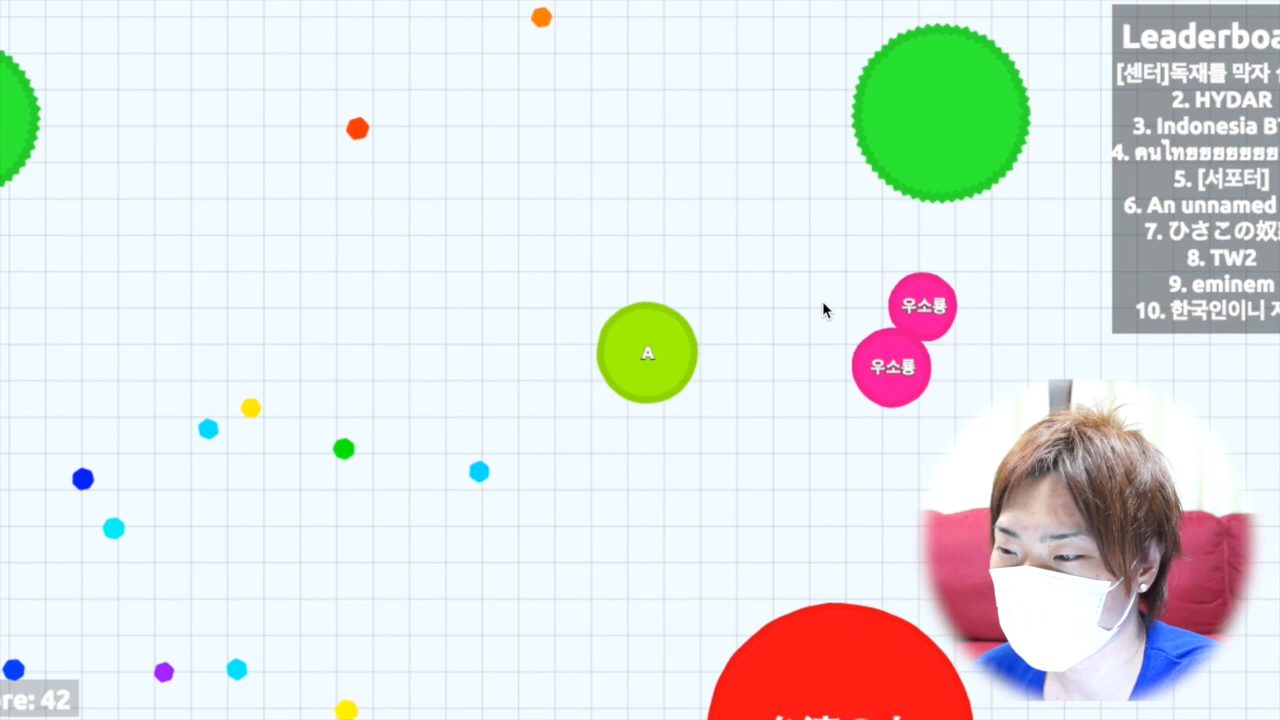 Leaderboa
[센터]독재를 막자
2. HYDAR
3. Indonesia B
4. คนไทยยยยยยยย
5. [서포터]
6. An unnamed
7. ひさこの奴
8. TW2
9. eminem
10. 한국인이니
우소룡
A
우소룡
re: 42